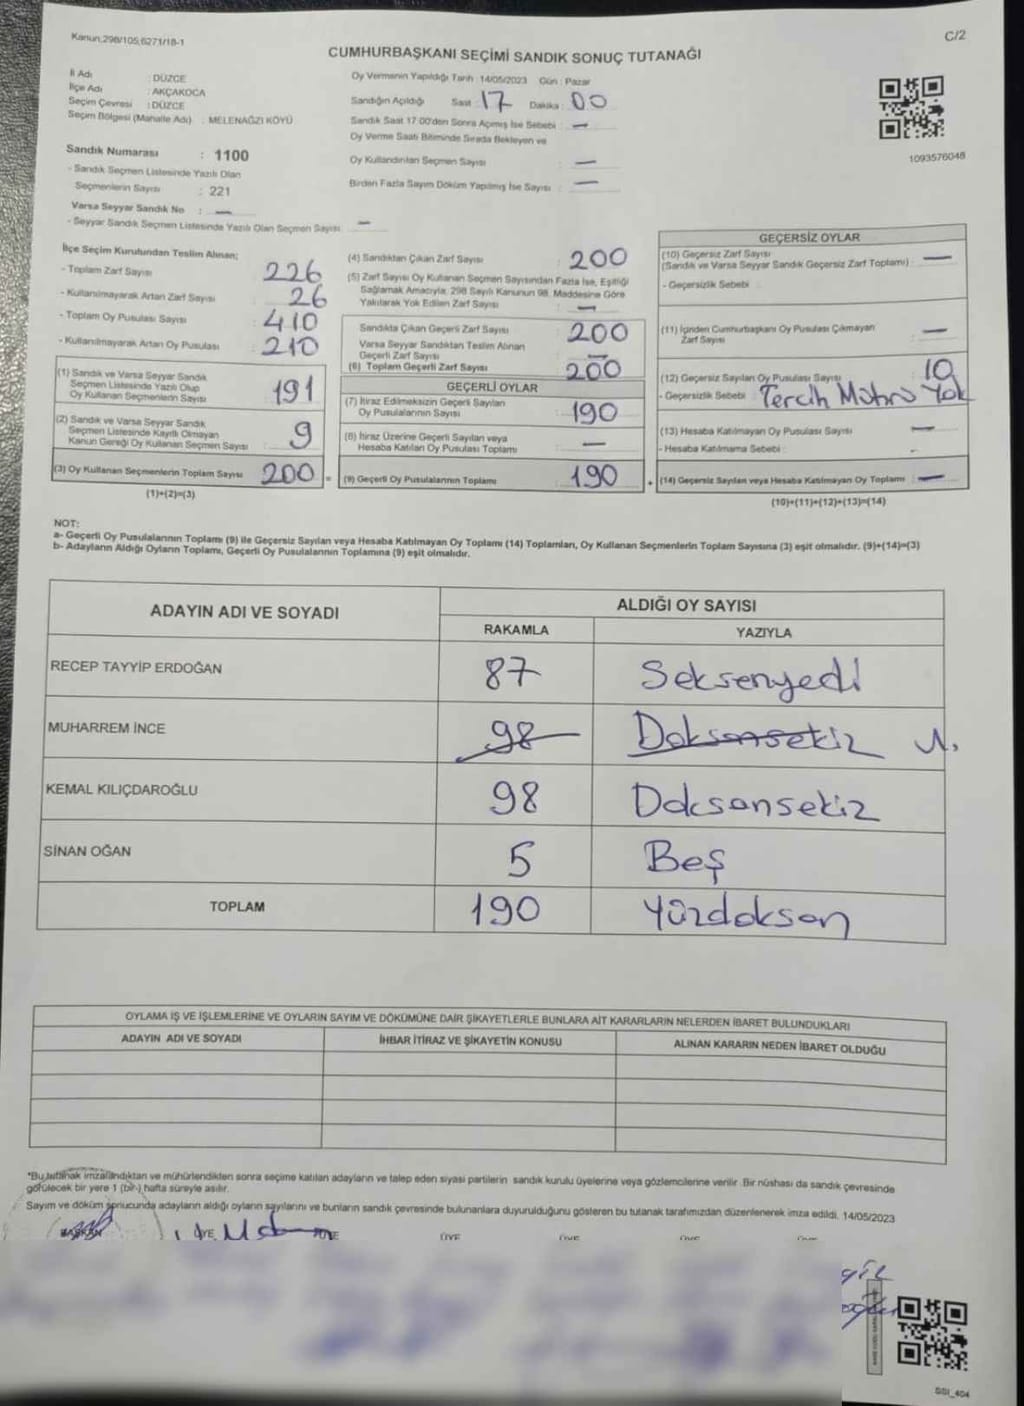 Kanun:298/105,6271/18-1
C/2
CUMHURBAŞKANI SEÇİMİ SANDIK SONUÇ TUTANAĞI
İl Adı : DÜZCE
İlçe Adı : AKÇAKOCA
Seçim Çevresi : DÜZCE
Seçim Bölgesi (Mahalle Adı) : MELENAĞZI KÖYÜ
Sandık Numarası : 1100
- Sandık Seçmen Listesinde Yazılı Olan
Seçmenlerin Sayısı : 221
Varsa Seyyar Sandık No : —
- Seyyar Sandık Seçmen Listesinde Yazılı Olan Seçmen Sayısı : —
Oy Vermenin Yapıldığı Tarih : 14/05/2023 Gün : Pazar
Sandığın Açıldığı Saat : 17 Dakika : 00
Sandık Saat 17:00'den Sonra Açımış İse Sebebi : —
Oy Verme Saati Bitiminde Sırada Bekleyen ve
Oy Kullandırılan Seçmen Sayısı : —
Birden Fazla Sayım Döküm Yapılmış İse Sayısı : —
1093576048
İlçe Seçim Kurulundan Teslim Alınan;
- Toplam Zarf Sayısı : 226
- Kullanılmayarak Artan Zarf Sayısı : 26
- Toplam Oy Pusulası Sayısı : 410
- Kullanılmayarak Artan Oy Pusulası : 210
(1) Sandık ve Varsa Seyyar Sandık
Seçmen Listesinde Yazılı Olup
Oy Kullanan Seçmenlerin Sayısı : 191
(2) Sandık ve Varsa Seyyar Sandık
Seçmen Listesinde Kayıtlı Olmayan
Kanun Gereği Oy Kullanan Seçmen Sayısı : 9
(3) Oy Kullanan Seçmenlerin Toplam Sayısı : 200
(1)+(2)=(3)
(4) Sandıktan Çıkan Zarf Sayısı : 200
(5) Zarf Sayısı Oy Kullanan Seçmen Sayısından Fazla İse, Eşitliği
Sağlamak Amacıyla, 298 Sayılı Kanunun 98. Maddesine Göre
Yakılarak Yok Edilen Zarf Sayısı : —
Sandıkta Çıkan Geçerli Zarf Sayısı : 200
Varsa Seyyar Sandıktan Teslim Alınan
Geçerli Zarf Sayısı : —
(6) Toplam Geçerli Zarf Sayısı : 200
GEÇERLİ OYLAR
(7) İtiraz Edilmeksizin Geçerli Sayılan
Oy Pusulalarının Sayısı : 190
(8) İtiraz Üzerine Geçerli Sayılan veya
Hesaba Katılan Oy Pusulası Toplamı : —
(9) Geçerli Oy Pusulalarının Toplamı : 190
GEÇERSİZ OYLAR
(10) Geçersiz Zarf Sayısı
(Sandık ve Varsa Seyyar Sandık Geçersiz Zarf Toplamı) : —
- Geçersizlik Sebebi :
(11) İçinden Cumhurbaşkanı Oy Pusulası Çıkmayan
Zarf Sayısı : —
(12) Geçersiz Sayılan Oy Pusulası Sayısı : 10
- Geçersizlik Sebebi : Tercih Mührü Yok
(13) Hesaba Katılmayan Oy Pusulası Sayısı : —
- Hesaba Katılmama Sebebi :
(14) Geçersiz Sayılan veya Hesaba Katılmayan Oy Toplamı : —
(10)+(11)+(12)+(13)=(14)
NOT:
a- Geçerli Oy Pusulalarının Toplamı (9) ile Geçersiz Sayılan veya Hesaba Katılmayan Oy Toplamı (14) Toplamları, Oy Kullanan Seçmenlerin Toplam Sayısına (3) eşit olmalıdır. (9)+(14)=(3)
b- Adayların Aldığı Oyların Toplamı, Geçerli Oy Pusulalarının Toplamına (9) eşit olmalıdır.
ADAYIN ADI VE SOYADI
ALDIĞI OY SAYISI
RAKAMLA YAZIYLA
RECEP TAYYİP ERDOĞAN 87 Seksenyedi
MUHARREM İNCE 98 Doksansekiz
KEMAL KILIÇDAROĞLU 98 Doksansekiz
SİNAN OĞAN 5 Beş
TOPLAM 190 Yüzdoksan
OYLAMA İŞ VE İŞLEMLERİNE VE OYLARIN SAYIM VE DÖKÜMÜNE DAİR ŞİKAYETLERLE BUNLARA AİT KARARLARIN NELERDEN İBARET BULUNDUKLARI
ADAYIN ADI VE SOYADI İHBAR İTİRAZ VE ŞİKAYETİN KONUSU ALINAN KARARIN NEDEN İBARET OLDUĞU
*Bu tutanak imzalandıktan ve mühürlendikten sonra seçime katılan adayların ve talep eden siyasi partilerin sandık kurulu üyelerine veya gözlemcilerine verilir. Bir nüshası da sandık çevresinde
görülecek bir yere 1 (bir) hafta süreyle asılır.
Sayım ve döküm sonucunda adayların aldığı oyların sayılarını ve bunların sandık çevresinde bulunanlara duyurulduğunu gösteren bu tutanak tarafımızdan düzenlenerek imza edildi. 14/05/2023
BAŞKAN ÜYE ÜYE ÜYE ÜYE ÜYE
SSI_404